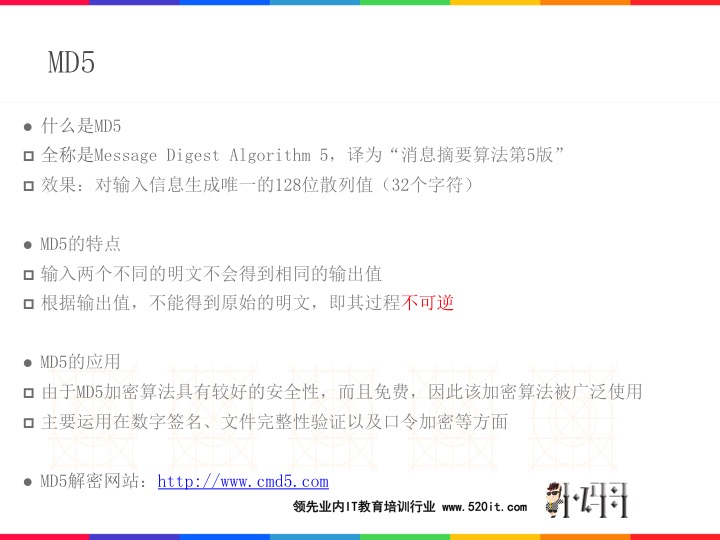 MD5
什么是MD5
全称是Message Digest Algorithm 5，译为“消息摘要算法第5版”
效果：对输入信息生成唯一的128位散列值（32个字符）
MD5的特点
输入两个不同的明文不会得到相同的输出值
根据输出值，不能得到原始的明文，即其过程不可逆
MD5的应用
由于MD5加密算法具有较好的安全性，而且免费，因此该加密算法被广泛使用
主要运用在数字签名、文件完整性验证以及口令加密等方面
MD5解密网站：http://www.cmd5.com
领先业内IT教育培训行业 www.520it.com
小码哥